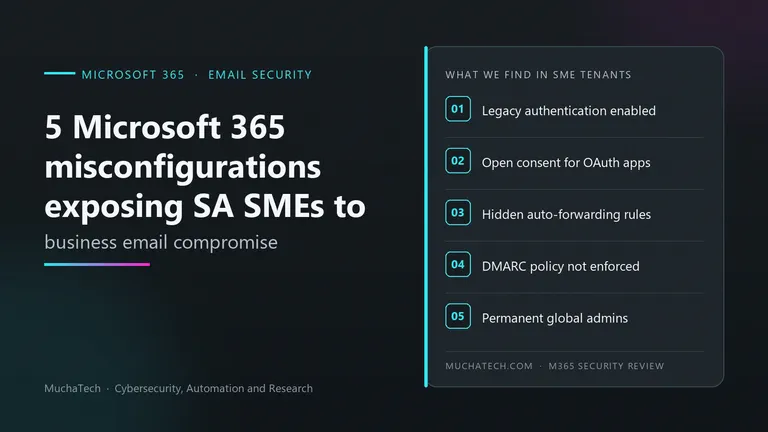 MICROSOFT 365 · EMAIL SECURITY
5 Microsoft 365
misconfigurations
exposing SA SMEs to
business email compromise
MuchaTech · Cybersecurity, Automation and Research
WHAT WE FIND IN SME TENANTS
01 Legacy authentication enabled
02 Open consent for OAuth apps
03 Hidden auto-forwarding rules
04 DMARC policy not enforced
05 Permanent global admins
MUCHATECH.COM · M365 SECURITY REVIEW